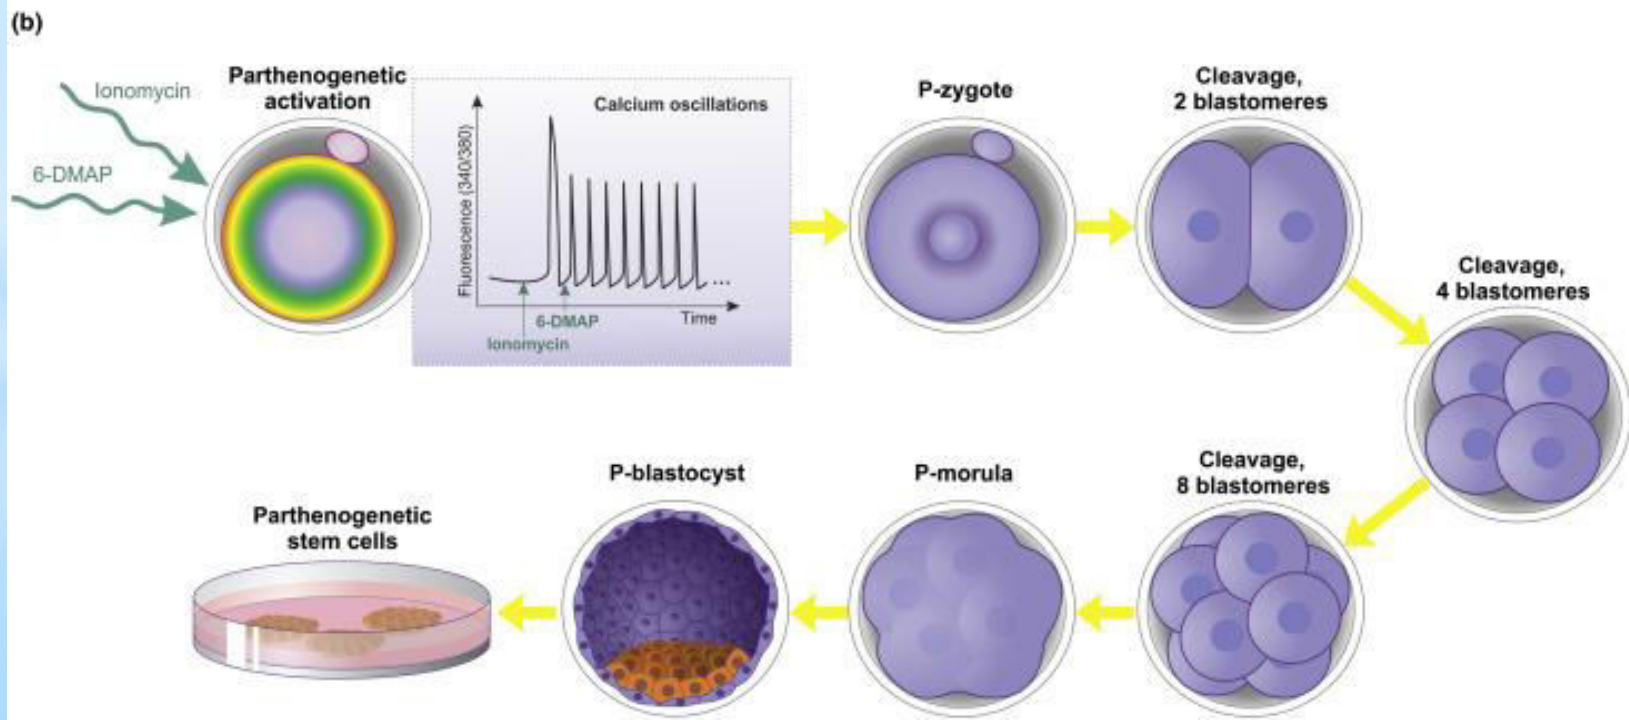 (b)
Ionomycin
6-DMAP
Parthenogenetic
activation
Calcium oscillations
Fluorescence (340/380)
6-DMAP
Ionomycin
Time
...
P-zygote
Cleavage,
2 blastomeres
Cleavage,
4 blastomeres
Cleavage,
8 blastomeres
P-morula
P-blastocyst
Parthenogenetic
stem cells